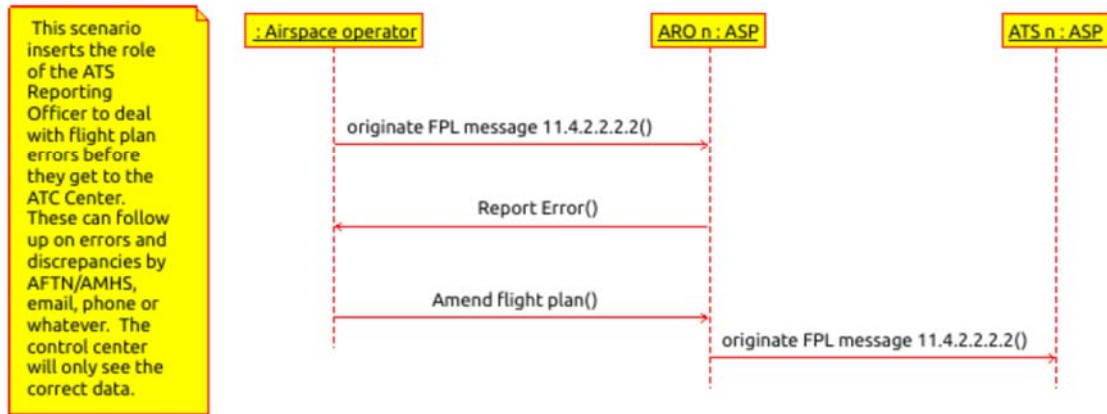 This scenario
inserts the role
of the ATS
Reporting
Officer to deal
with flight plan
errors before
they get to the
ATC Center.
These can follow
up on errors and
discrepancies by
AFTN/AMHS,
email, phone or
whatever. The
control center
will only see the
correct data.
: Airspace operator
ARO n : ASP
ATS n : ASP
originate FPL message 11.4.2.2.2.2()
Report Error()
Amend flight plan()
originate FPL message 11.4.2.2.2.2()